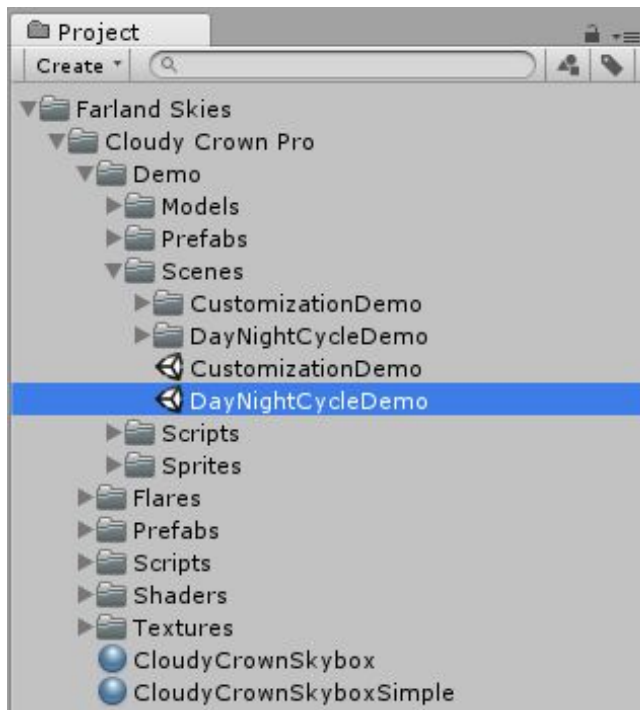 Project
Create
Farland Skies
Cloudy Crown Pro
Demo
Models
Prefabs
Scenes
CustomizationDemo
DayNightCycleDemo
CustomizationDemo
DayNightCycleDemo
Scripts
Sprites
Flares
Prefabs
Scripts
Shaders
Textures
CloudyCrownSkybox
CloudyCrownSkyboxSimple